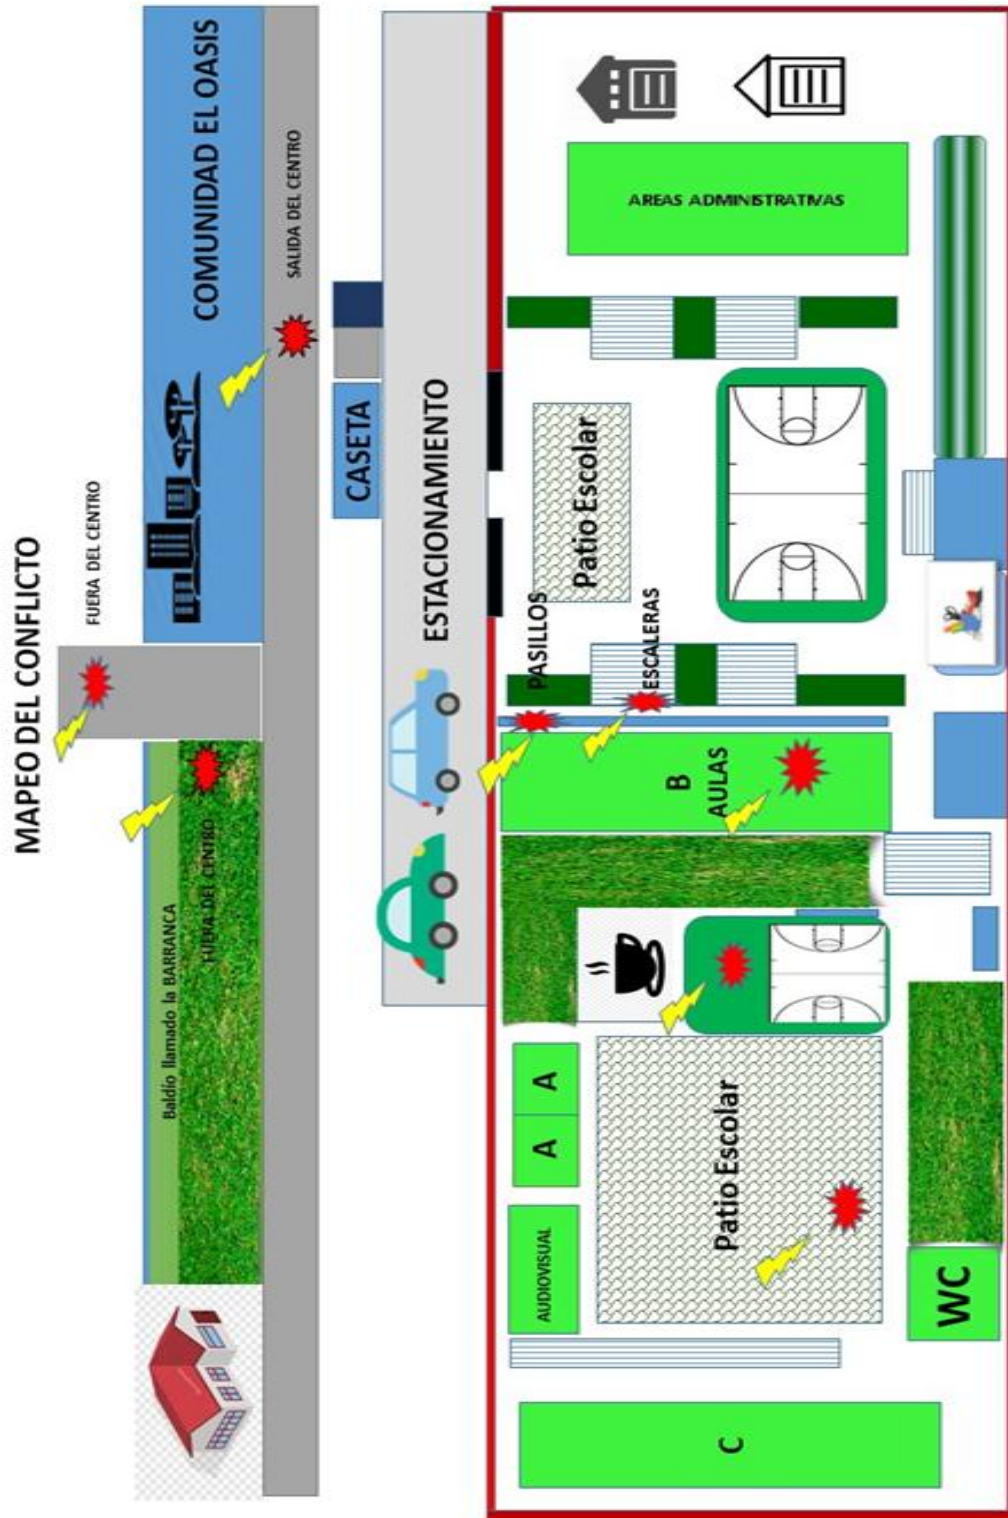 MAPEO DEL CONFLICTO
FUERA DEL CENTRO
COMUNIDAD EL OASIS
Baldío llamado la BARRANCA
FUERA DEL CENTRO
SALIDA DEL CENTRO
CASETA
ESTACIONAMIENTO
PASILLOS
ESCALERAS
Patio Escolar
AREAS ADMINISTRATIVAS
B
AULAS
A
A
AUDIOVISUAL
Patio Escolar
WC
C